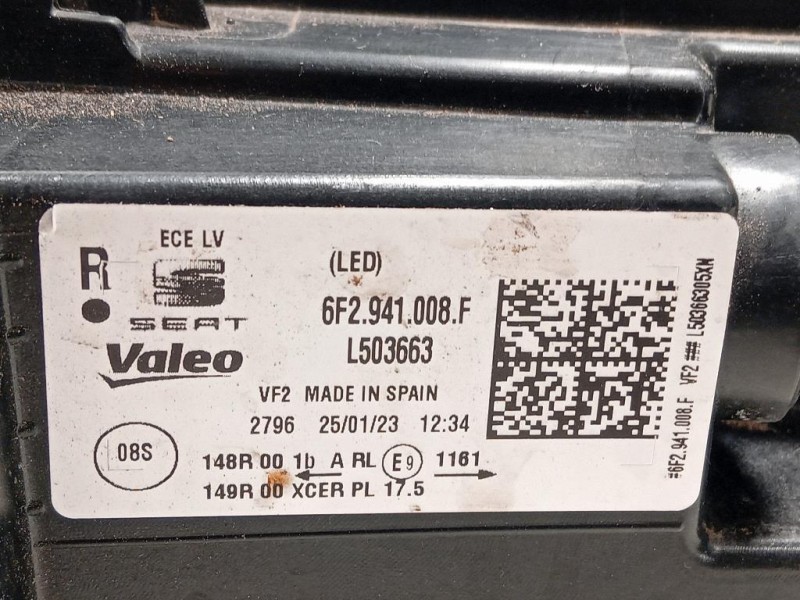 ECE LV
R
(LED)
SEAT
6F2.941.008.F
Valeo
L503663
VF2 MADE IN SPAIN
2796 25/01/23 12:34
08S
148R 00 1b A RL E9 1161
149R 00 XCER PL 17.5
#6F2.941.008.F VF2 ### L50366305XN